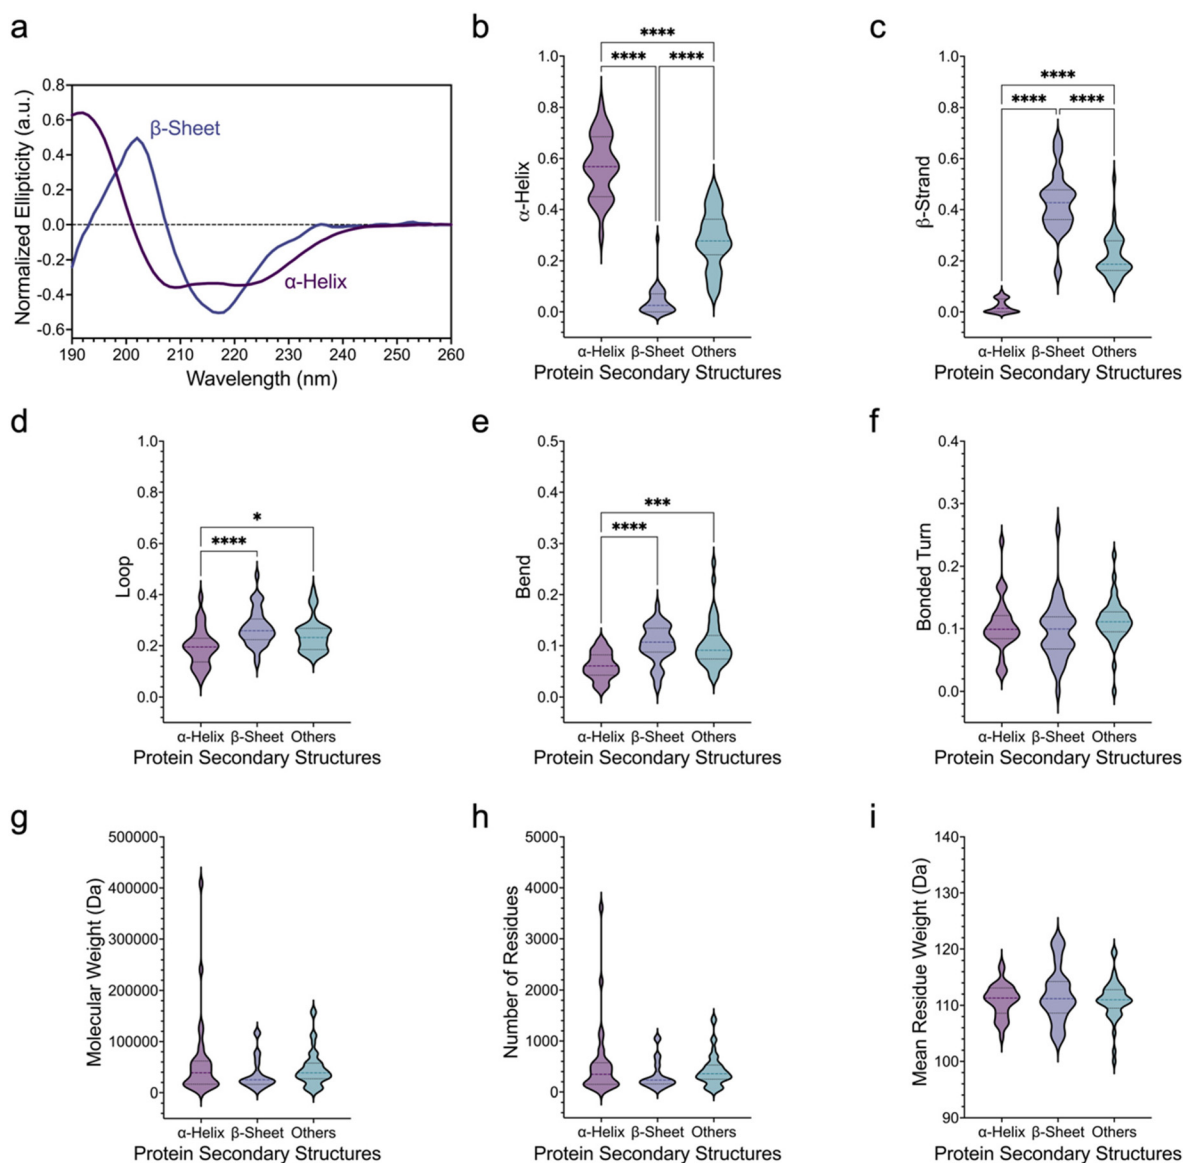 a
Normalized Ellipticity (a.u.)
0.8
0.6
0.4
0.2
0.0
-0.2
-0.4
-0.6
β-Sheet
α-Helix
190 200 210 220 230 240 250 260
Wavelength (nm)
b
α-Helix
1.0
0.8
0.6
0.4
0.2
0.0
****
**** ****
α-Helix β-Sheet Others
Protein Secondary Structures
c
β-Strand
1.0
0.8
0.6
0.4
0.2
0.0
****
**** ****
α-Helix β-Sheet Others
Protein Secondary Structures
d
Loop
1.0
0.8
0.6
0.4
0.2
0.0
*
****
α-Helix β-Sheet Others
Protein Secondary Structures
e
Bend
0.5
0.4
0.3
0.2
0.1
0.0
***
****
α-Helix β-Sheet Others
Protein Secondary Structures
f
Bonded Turn
0.4
0.3
0.2
0.1
0.0
α-Helix β-Sheet Others
Protein Secondary Structures
g
Molecular Weight (Da)
500000
400000
300000
200000
100000
0
α-Helix β-Sheet Others
Protein Secondary Structures
h
Number of Residues
5000
4000
3000
2000
1000
0
α-Helix β-Sheet Others
Protein Secondary Structures
i
Mean Residue Weight (Da)
140
130
120
110
100
90
α-Helix β-Sheet Others
Protein Secondary Structures